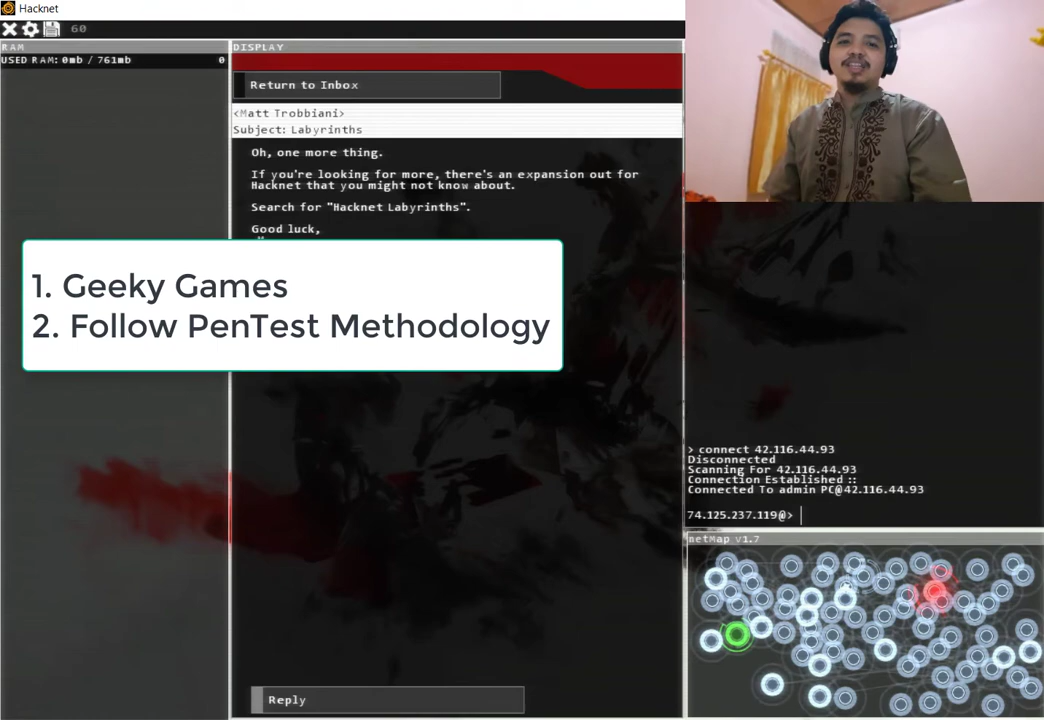 Hacknet
60
RAM
USED RAM: 0mb / 761mb 0
DISPLAY
Return to Inbox
<Matt Trobbiani>
Subject: Labyrinths
Oh, one more thing.
If you're looking for more, there's an expansion out for
Hacknet that you might not know about.
Search for "Hacknet Labyrinths".
Good luck,
1. Geeky Games
2. Follow PenTest Methodology
Reply
> connect 42.116.44.93
Disconnected
Scanning For 42.116.44.93
Connection Established ::
Connected To admin PC@42.116.44.93
74.125.237.119@>
netMap v1.7